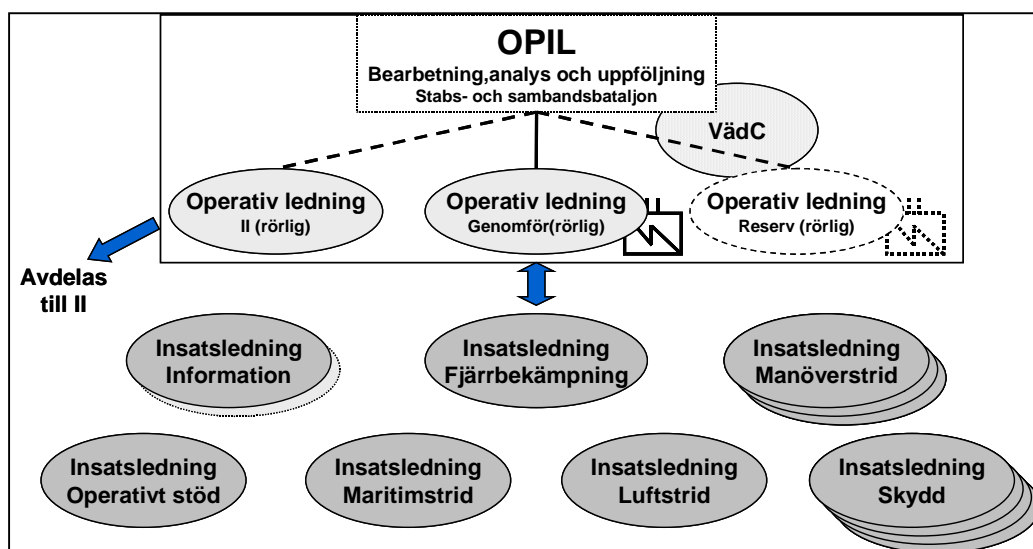 OPIL
Bearbetning,analys och uppföljning
Stabs- och sambandsbataljon
VädC
Operativ ledning
II (rörlig)
Operativ ledning
Genomför(rörlig)
Operativ ledning
Reserv (rörlig)
Avdelas
till II
Insatsledning
Information
Insatsledning
Fjärrbekämpning
Insatsledning
Manöverstrid
Insatsledning
Operativt stöd
Insatsledning
Maritimstrid
Insatsledning
Luftstrid
Insatsledning
Skydd